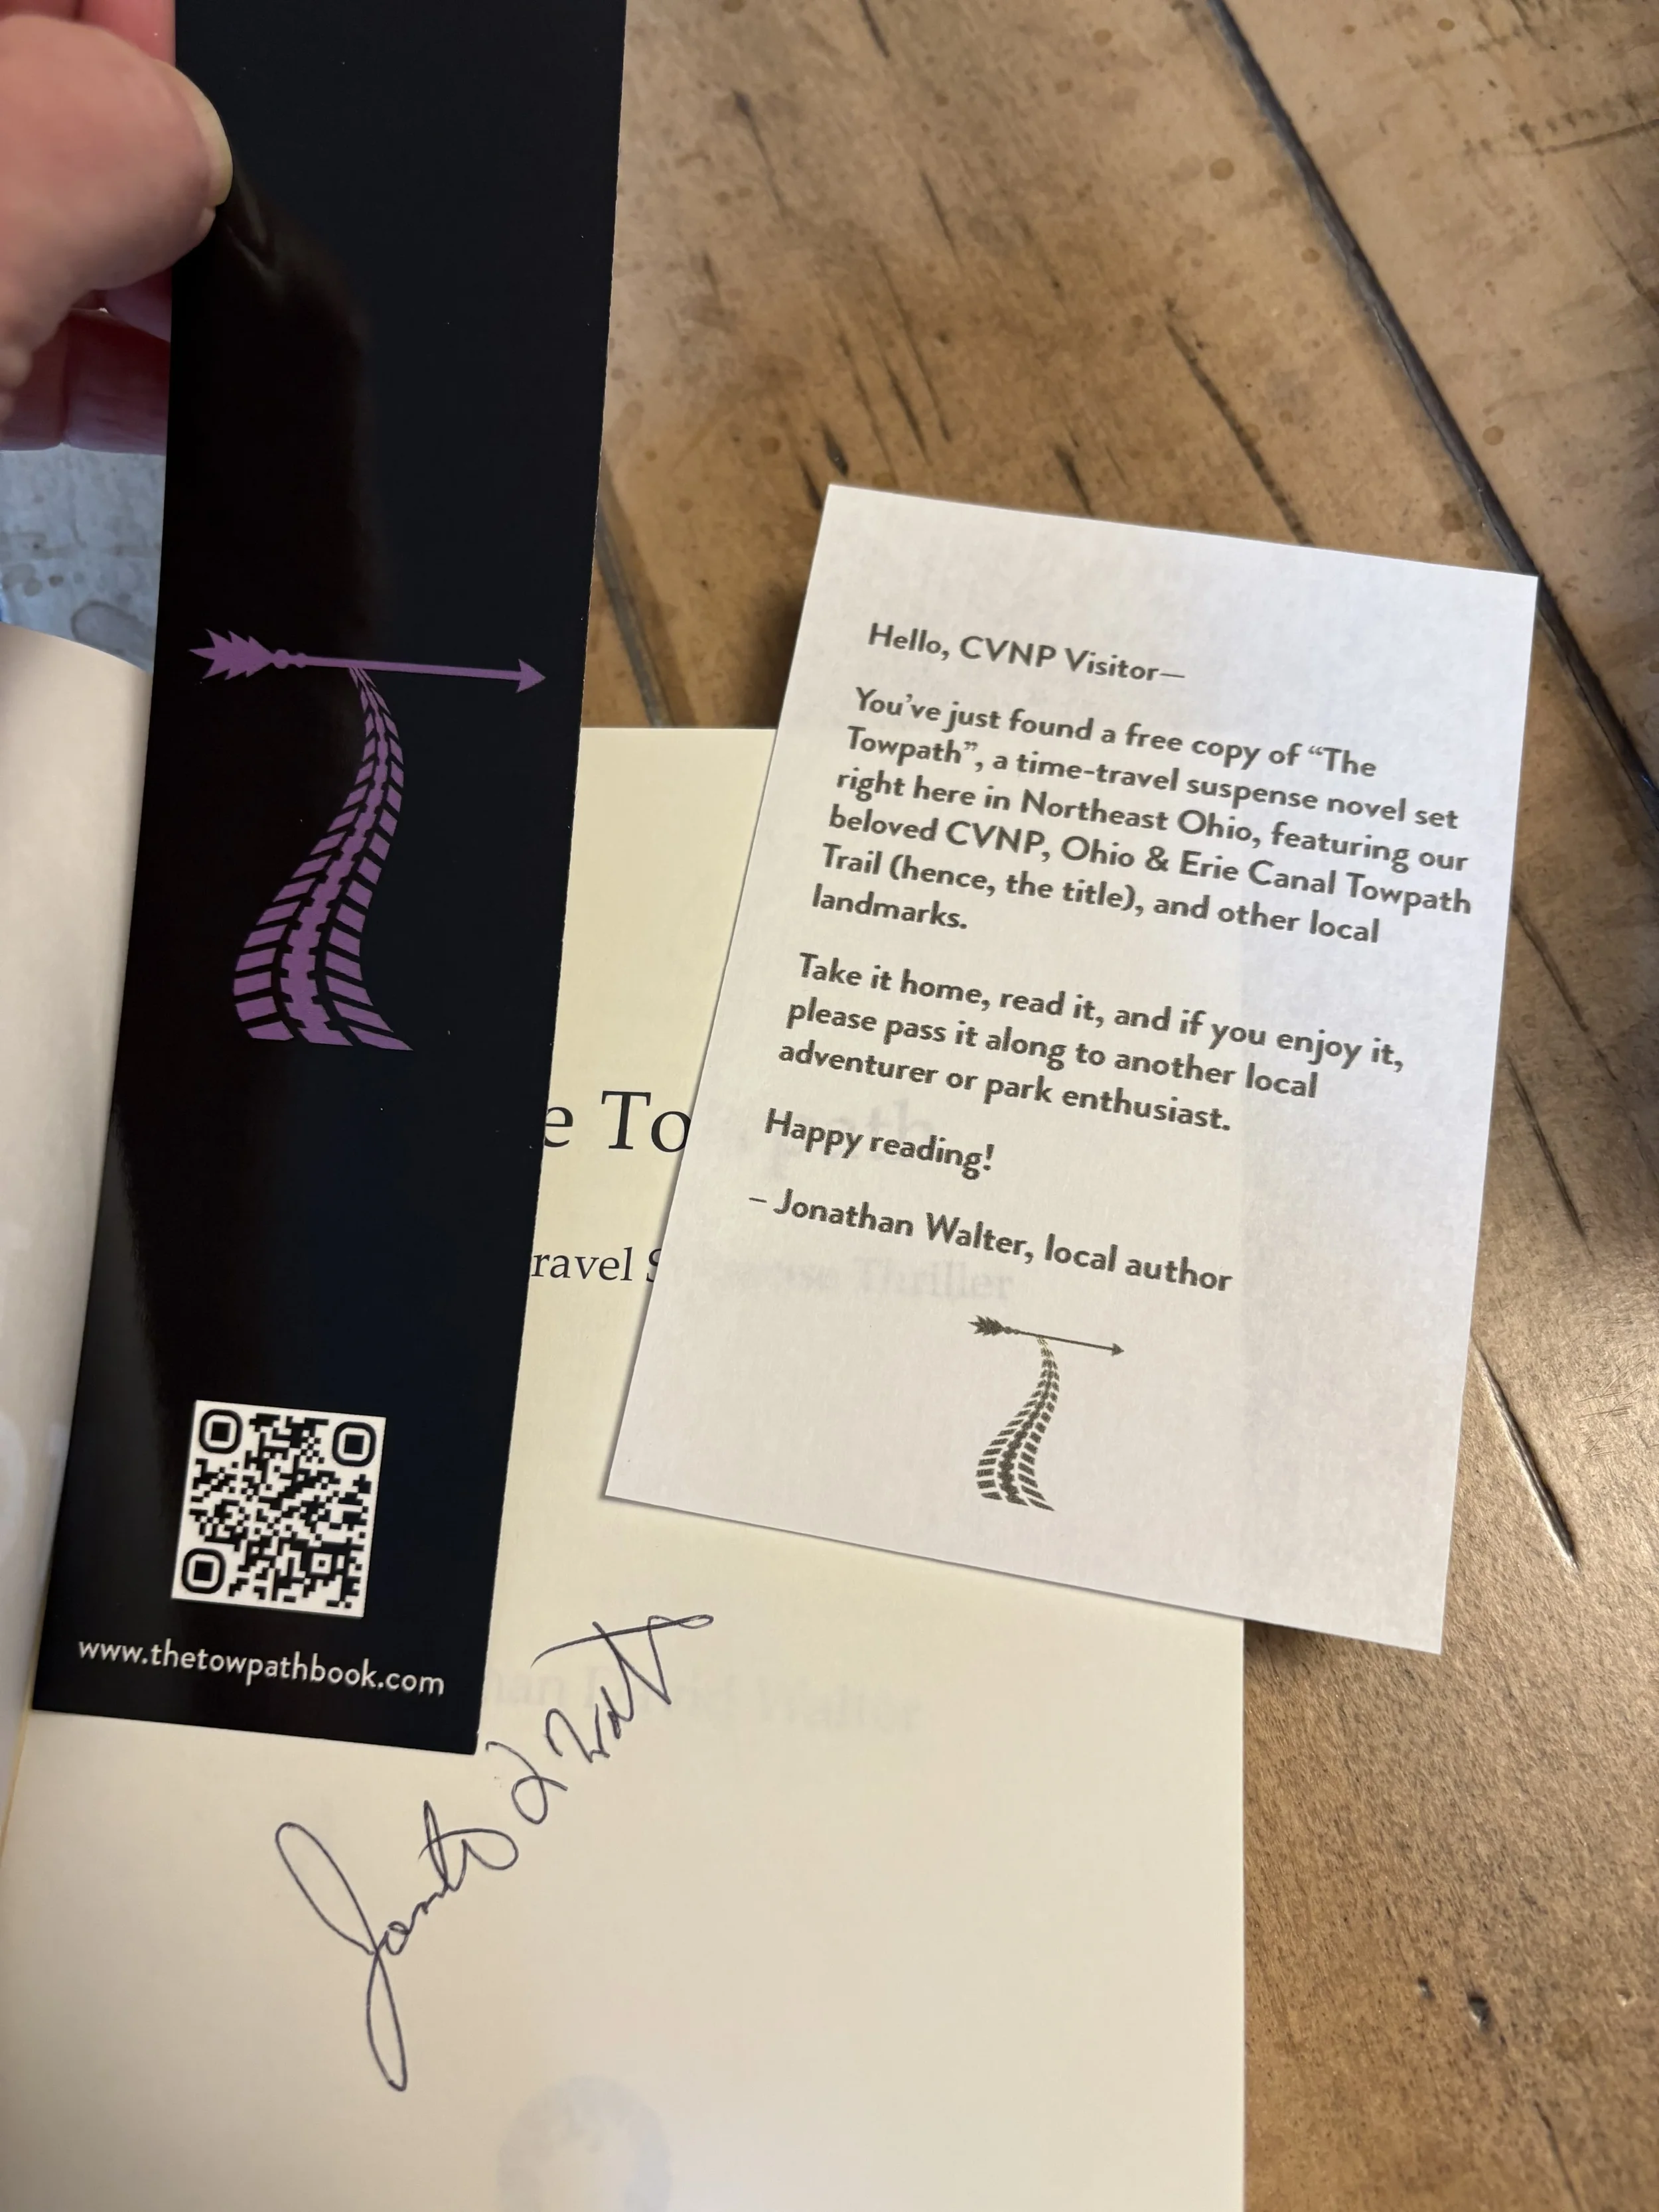 Hello, CVNP Visitor—
You've just found a free copy of “The
Towpath”, a time-travel suspense novel set
right here in Northeast Ohio, featuring our
beloved CVNP, Ohio & Erie Canal Towpath
Trail (hence, the title), and other local
landmarks.
Take it home, read it, and if you enjoy it,
please pass it along to another local
adventurer or park enthusiast.
Happy reading!
– Jonathan Walter, local author
e To
ravel S
www.thetowpathbook.com